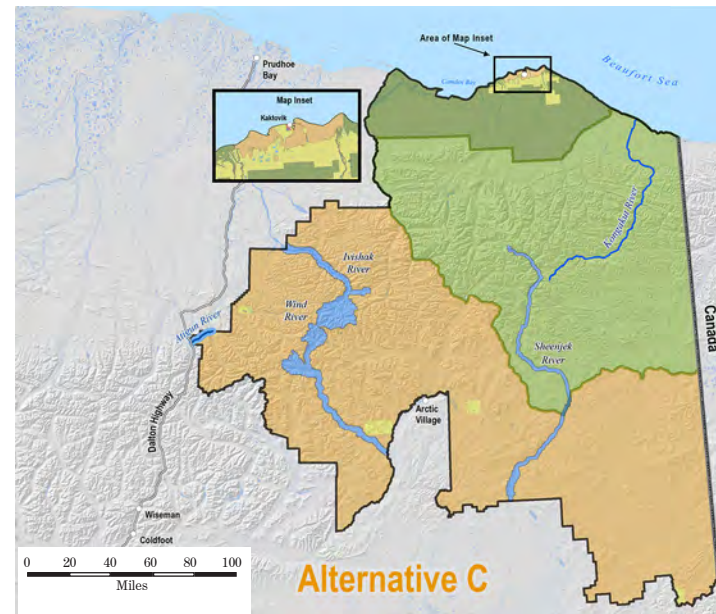 Area of Map Inset
Prudhoe
Bay
Beaufort Sea
Camden Bay
Map Inset
Kaktovik
Kongakut River
Ivishak
River
Wind
River
Atigun River
Sheenjek
River
Canada
Dalton Highway
Arctic
Village
Wiseman
Coldfoot
0 20 40 60 80 100
Miles
Alternative C